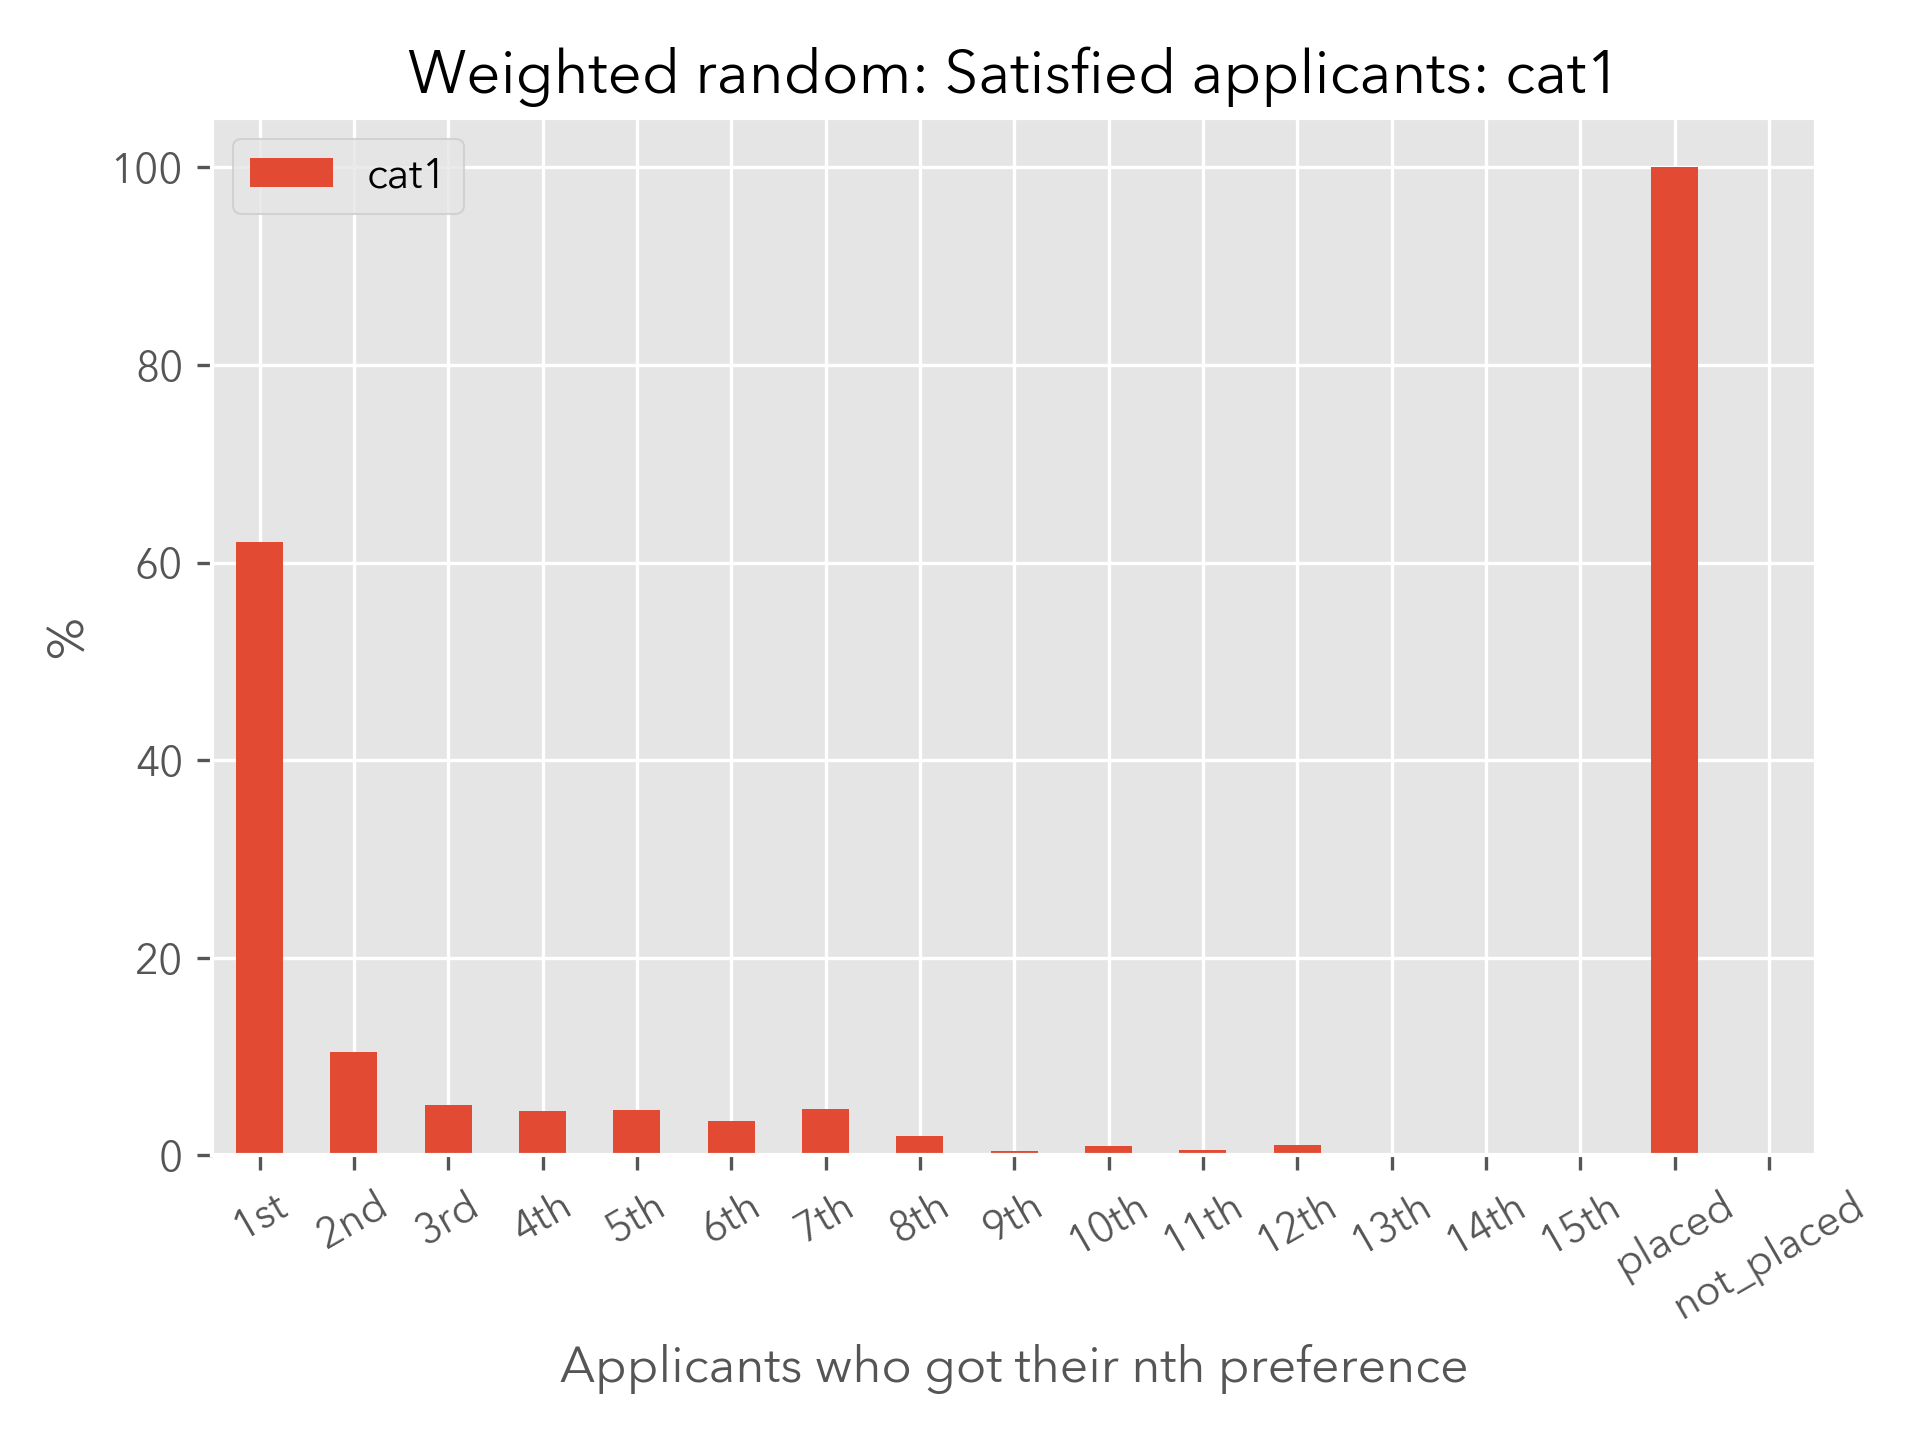 Weighted random: Satisfied applicants: cat1
cat1
100
80
60
40
20
0
%
1st
2nd
3rd
4th
5th
6th
7th
8th
9th
10th
11th
12th
13th
14th
15th
placed
not_placed
Applicants who got their nth preference